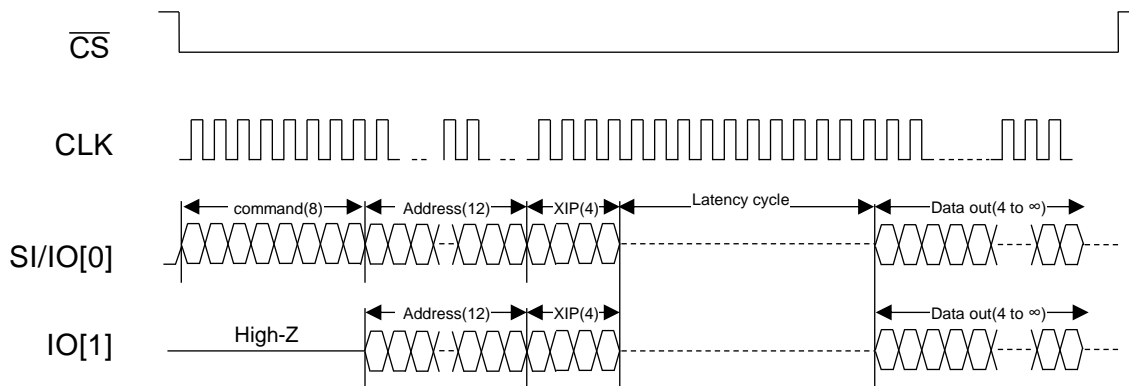 CS
CLK
command(8) Address(12) XIP(4) Latency cycle Data out(4 to ∞)
SI/IO[0]
Address(12) XIP(4) Data out(4 to ∞)
High-Z
IO[1]